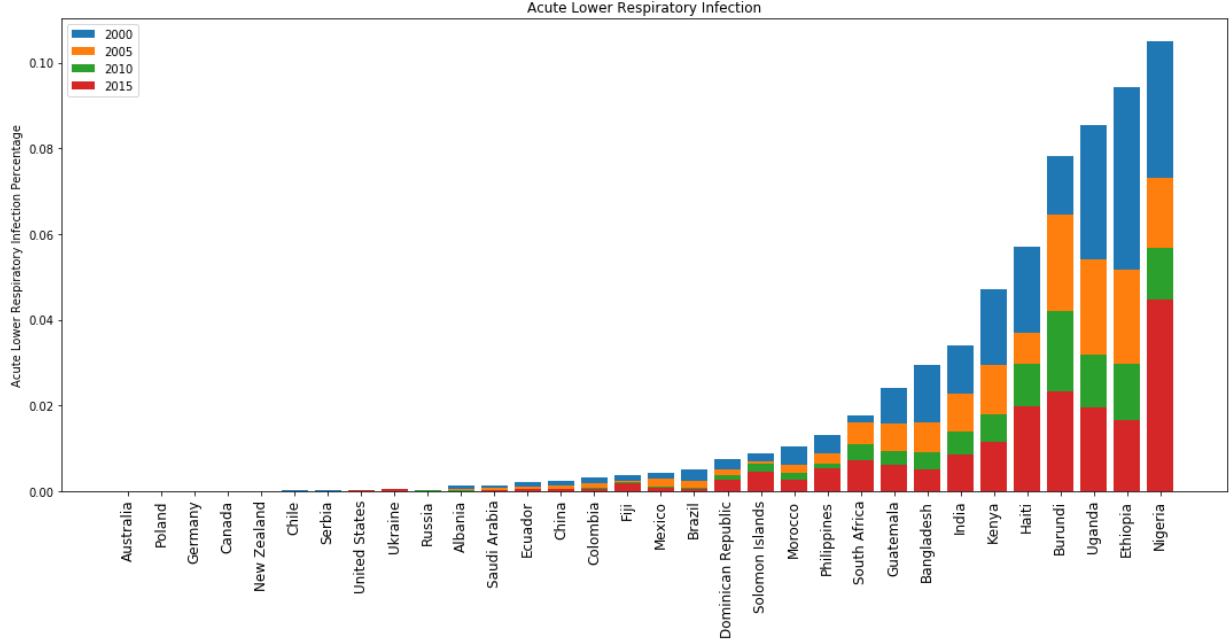 Acute Lower Respiratory Infection
2000
2005
2010
2015
Acute Lower Respiratory Infection Percentage
0.10
0.08
0.06
0.04
0.02
0.00
Australia
Poland
Germany
Canada
New Zealand
Chile
Serbia
United States
Ukraine
Russia
Albania
Saudi Arabia
Ecuador
China
Colombia
Fiji
Mexico
Brazil
Dominican Republic
Solomon Islands
Morocco
Philippines
South Africa
Guatemala
Bangladesh
India
Kenya
Haiti
Burundi
Uganda
Ethiopia
Nigeria